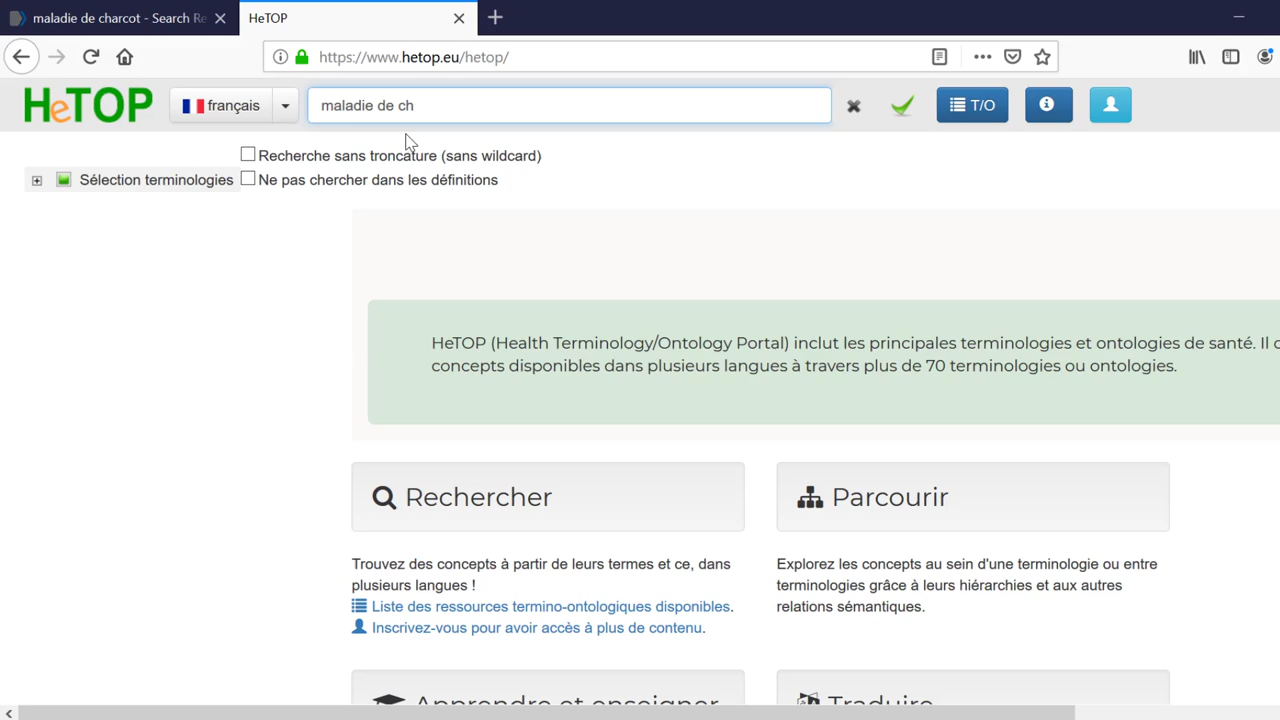 maladie de charcot - Search Re
HeTOP
https://www.hetop.eu/hetop/
HeTOP
français
maladie de ch
T/O
Recherche sans troncature (sans wildcard)
Sélection terminologies
Ne pas chercher dans les définitions
HeTOP (Health Terminology/Ontology Portal) inclut les principales terminologies et ontologies de santé. Il
concepts disponibles dans plusieurs langues à travers plus de 70 terminologies ou ontologies.
Rechercher
Parcourir
Trouvez des concepts à partir de leurs termes et ce, dans
plusieurs langues !
Liste des ressources termino-ontologiques disponibles.
Inscrivez-vous pour avoir accès à plus de contenu.
Explorez les concepts au sein d'une terminologie ou entre
terminologies grâce à leurs hiérarchies et aux autres
relations sémantiques.
Apprendre et enseigner
Traduire